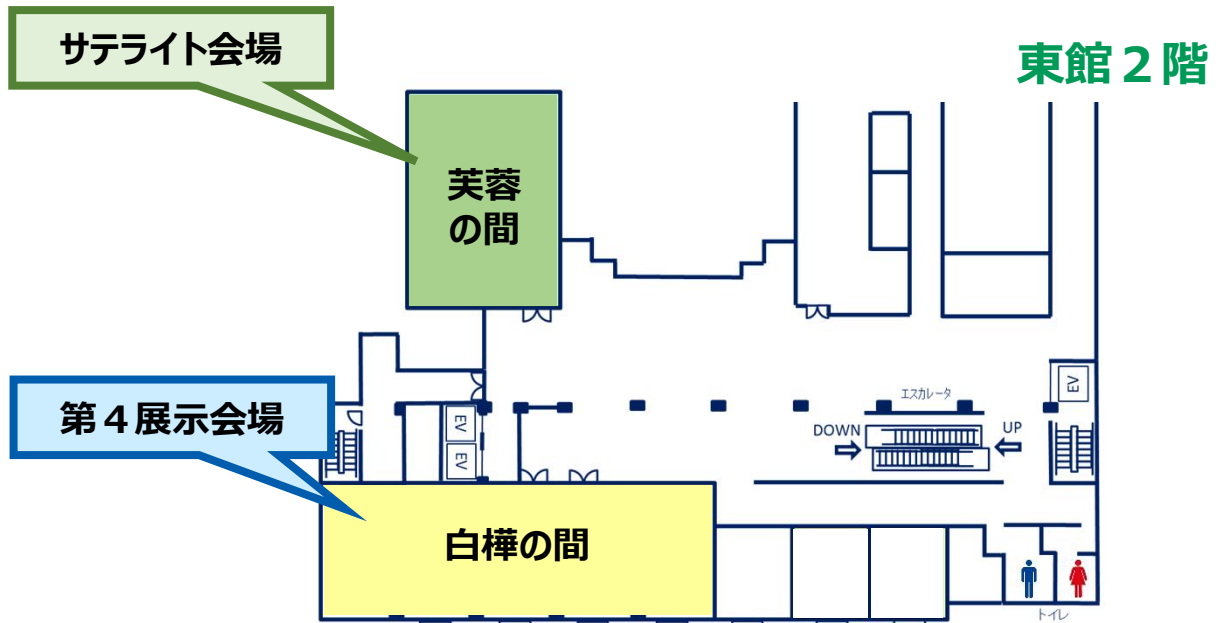 サテライト会場
東館２階
芙蓉
の間
第４展示会場
エスカレータ
EV
DOWN
UP
EV
EV
白樺の間
トイレ